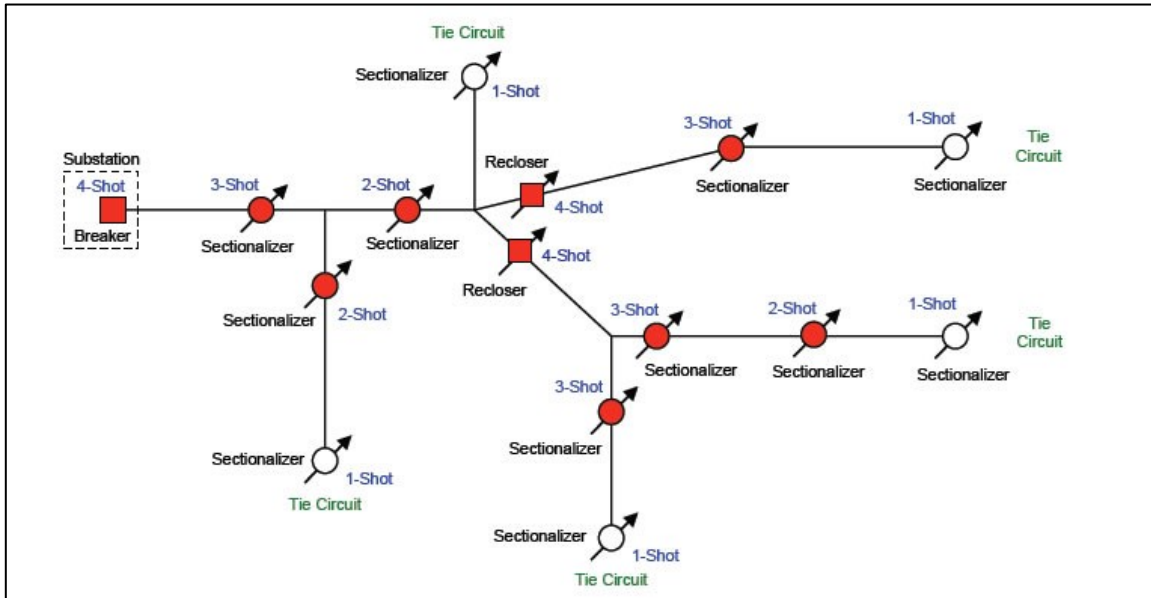 Tie Circuit
Sectionalizer
1-Shot
3-Shot
1-Shot
Tie
Circuit
Sectionalizer
Sectionalizer
Recloser
4-Shot
Substation
4-Shot
Breaker
3-Shot
Sectionalizer
2-Shot
Sectionalizer
4-Shot
Recloser
Sectionalizer
2-Shot
3-Shot
Sectionalizer
2-Shot
Sectionalizer
1-Shot
Sectionalizer
Tie
Circuit
3-Shot
Sectionalizer
Sectionalizer
1-Shot
Tie Circuit
Sectionalizer
1-Shot
Tie Circuit